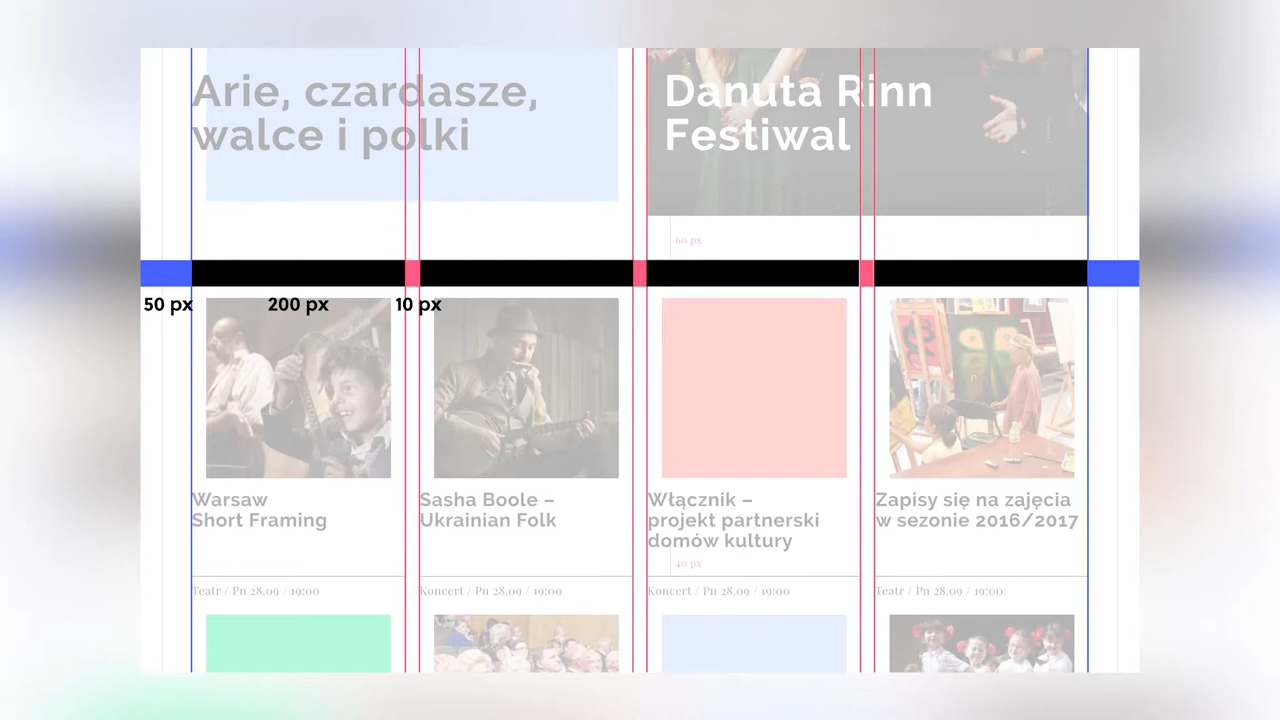 Arie, czardasze,
walce i polki
Danuta Rinn
Festiwal
60 px
50 px
200 px
10 px
Warsaw
Short Framing
Sasha Boole –
Ukrainian Folk
Włącznik –
projekt partnerski
domów kultury
Zapisy się na zajęcia
w sezonie 2016/2017
40 px
Teatr / Pn 28.09 / 19:00
Koncert / Pn 28.09 / 19:00
Koncert / Pn 28.09 / 19:00
Teatr / Pn 28.09 / 19:00